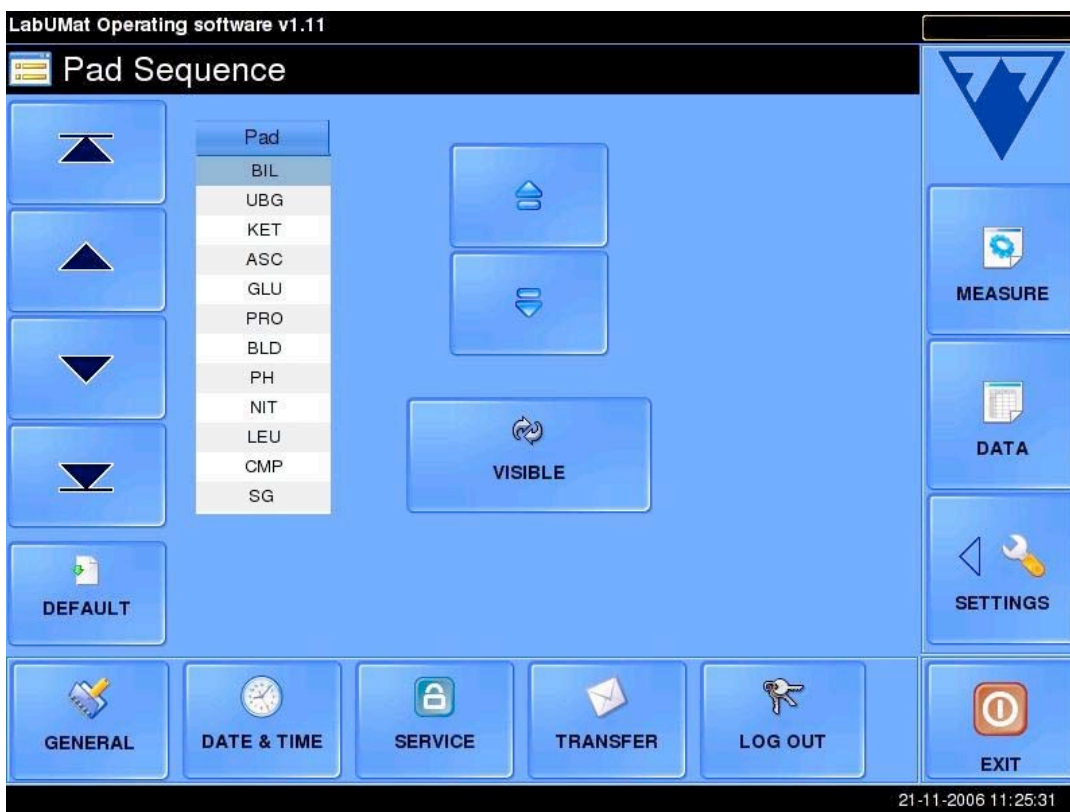 LabUMat Operating software v1.11
Pad Sequence
Pad
BIL
UBG
KET
ASC
GLU
PRO
BLD
PH
NIT
LEU
CMP
SG
VISIBLE
DEFAULT
MEASURE
DATA
SETTINGS
GENERAL
DATE & TIME
SERVICE
TRANSFER
LOG OUT
EXIT
21-11-2006 11:25:31